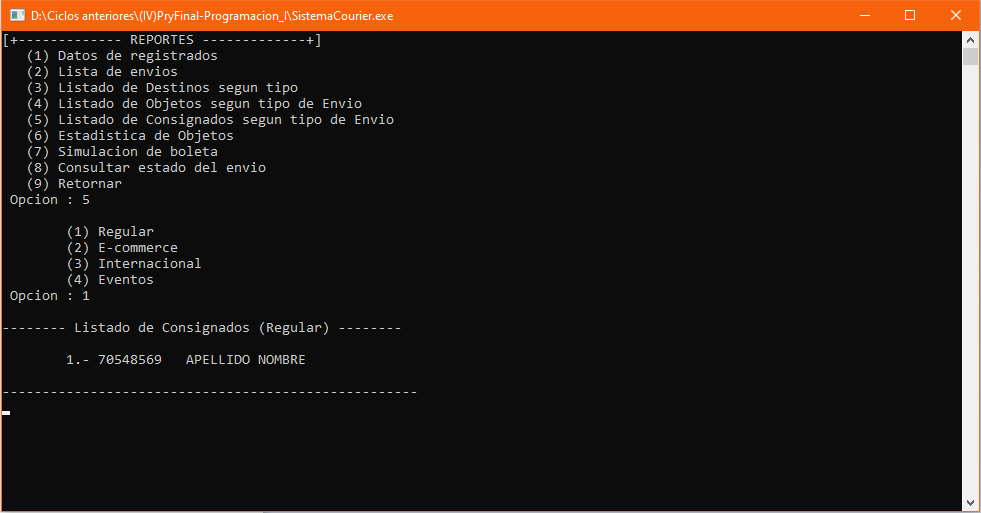 D:\Ciclos anteriores\(IV)PryFinal-Programacion_I\SistemaCourier.exe
[+------------- REPORTES -------------+]
(1) Datos de registrados
(2) Lista de envios
(3) Listado de Destinos segun tipo
(4) Listado de Objetos segun tipo de Envio
(5) Listado de Consignados segun tipo de Envio
(6) Estadistica de Objetos
(7) Simulacion de boleta
(8) Consultar estado del envio
(9) Retornar
Opcion : 5
(1) Regular
(2) E-commerce
(3) Internacional
(4) Eventos
Opcion : 1
-------- Listado de Consignados (Regular) --------
1.- 70548569 APELLIDO NOMBRE
----------------------------------------------------